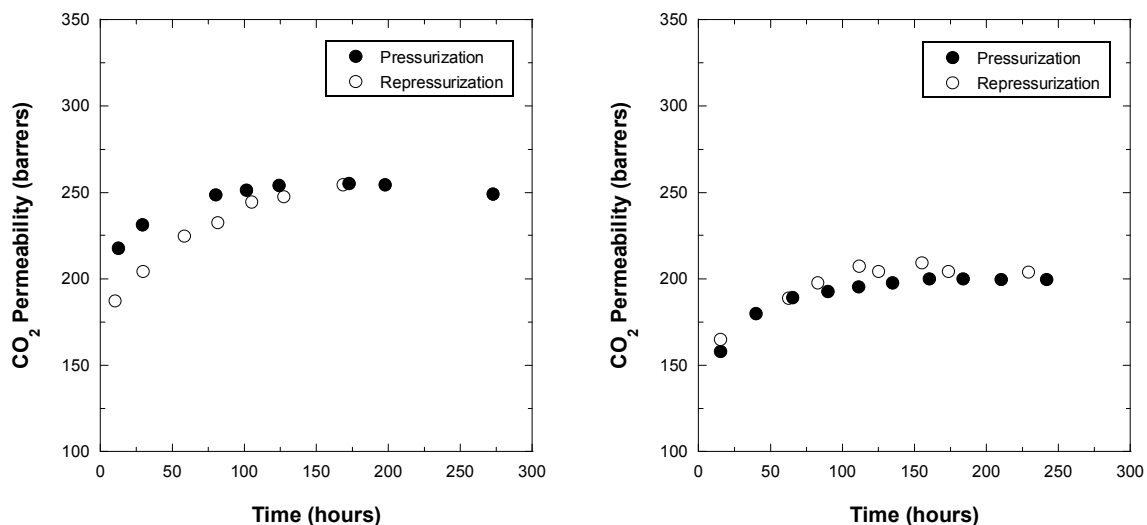 350
300
250
200
150
100
0 50 100 150 200 250 300
CO2 Permeability (barrers)
Time (hours)
Pressurization
Repressurization
350
300
250
200
150
100
0 50 100 150 200 250 300
CO2 Permeability (barrers)
Time (hours)
Pressurization
Repressurization